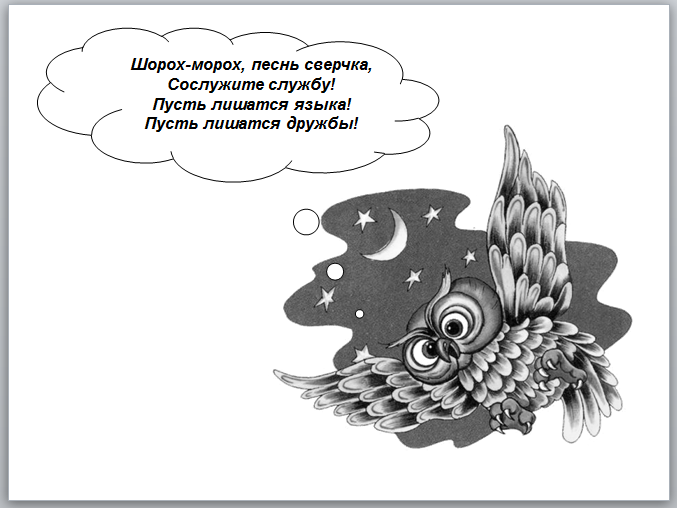 Шорох-морох, песнь сверчка,
Сослужите службу!
Пусть лишатся языка!
Пусть лишатся дружбы!